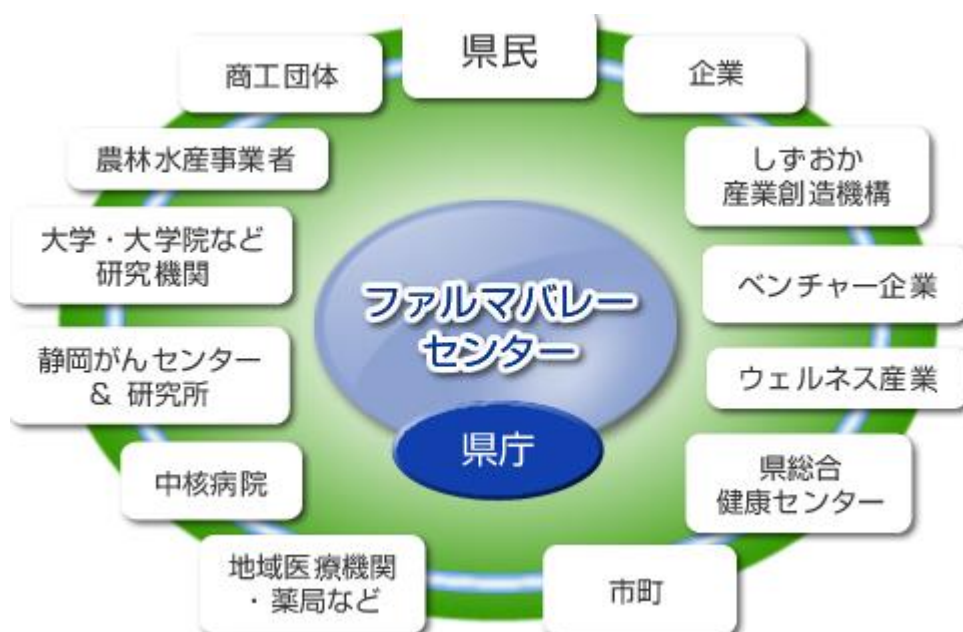 県民
商工団体
企業
農林水産事業者
しずおか
産業創造機構
大学・大学院など
研究機関
ベンチャー企業
ファルマバレー
センター
静岡がんセンター
& 研究所
ウェルネス産業
県庁
中核病院
県総合
健康センター
地域医療機関
・薬局など
市町